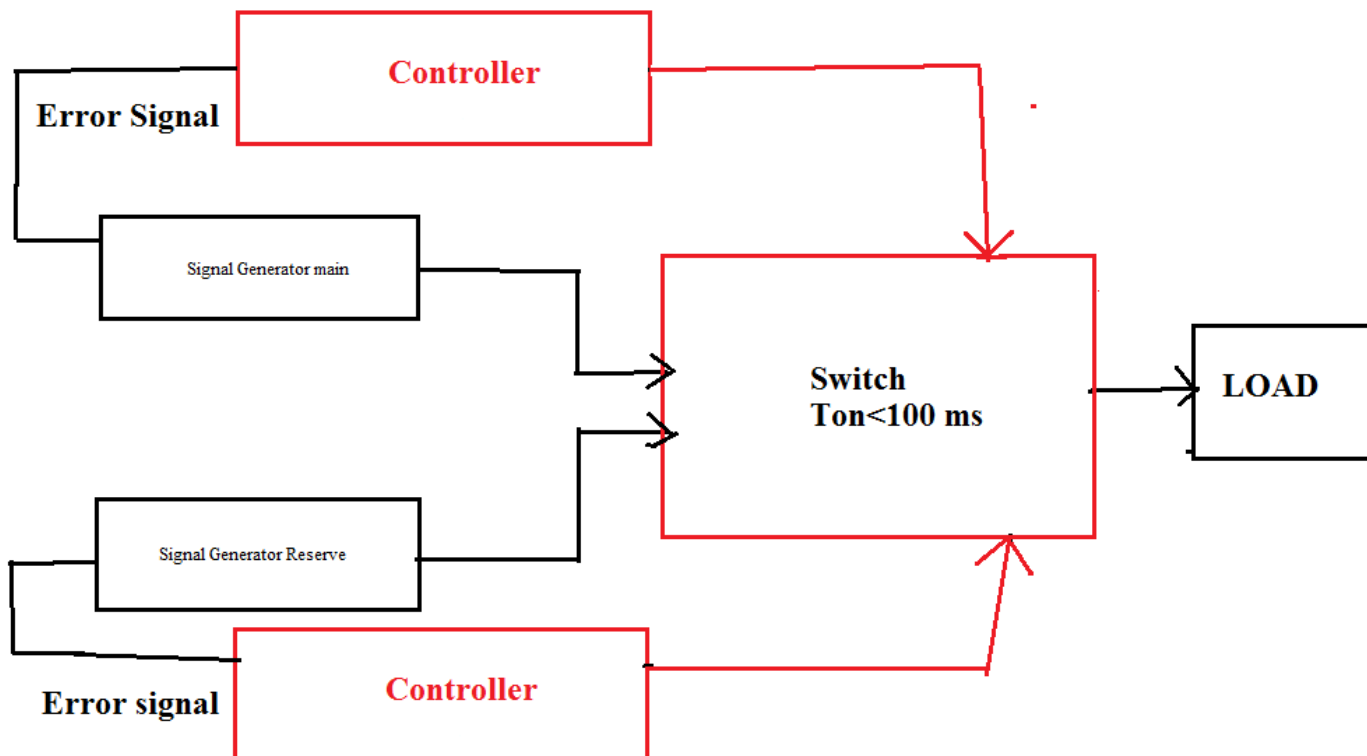 Controller
Error Signal
Signal Generator main
Switch
Ton<100 ms
LOAD
Signal Generator Reserve
Error signal
Controller